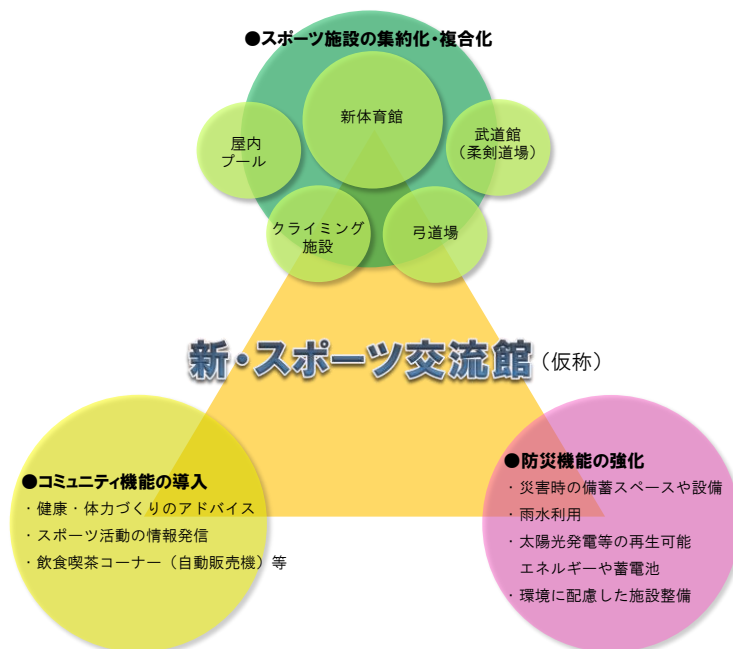 ●スポーツ施設の集約化・複合化
新体育館
屋内
プール
武道館
（柔剣道場）
クライミング
施設
弓道場
新・スポーツ交流館（仮称）
●コミュニティ機能の導入
・健康・体力づくりのアドバイス
・スポーツ活動の情報発信
・飲食喫茶コーナー（自動販売機）等
●防災機能の強化
・災害時の備蓄スペースや設備
・雨水利用
・太陽光発電等の再生可能
エネルギーや蓄電池
・環境に配慮した施設整備